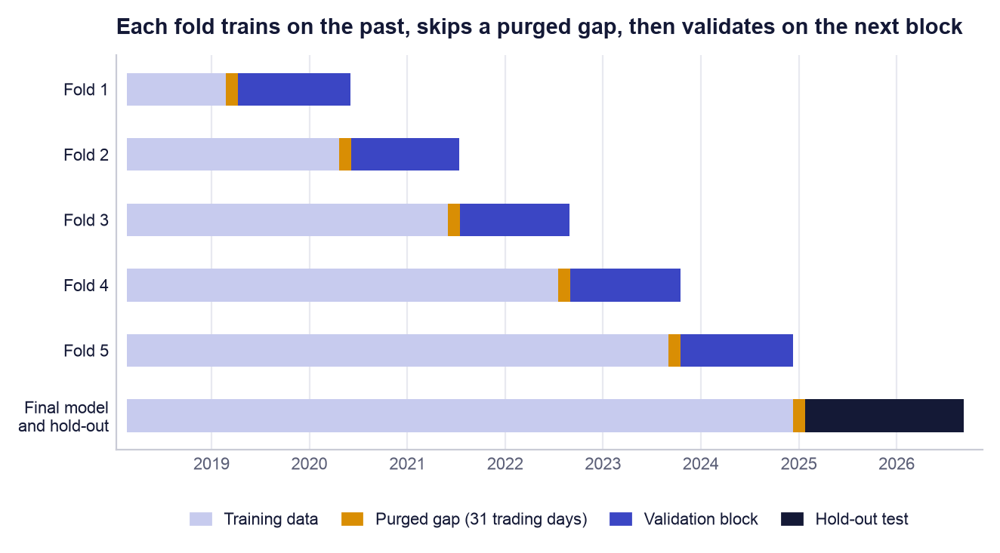 Each fold trains on the past, skips a purged gap, then validates on the next block
Fold 1
Fold 2
Fold 3
Fold 4
Fold 5
Final model
and hold-out
2019 2020 2021 2022 2023 2024 2025 2026
Training data Purged gap (31 trading days) Validation block Hold-out test